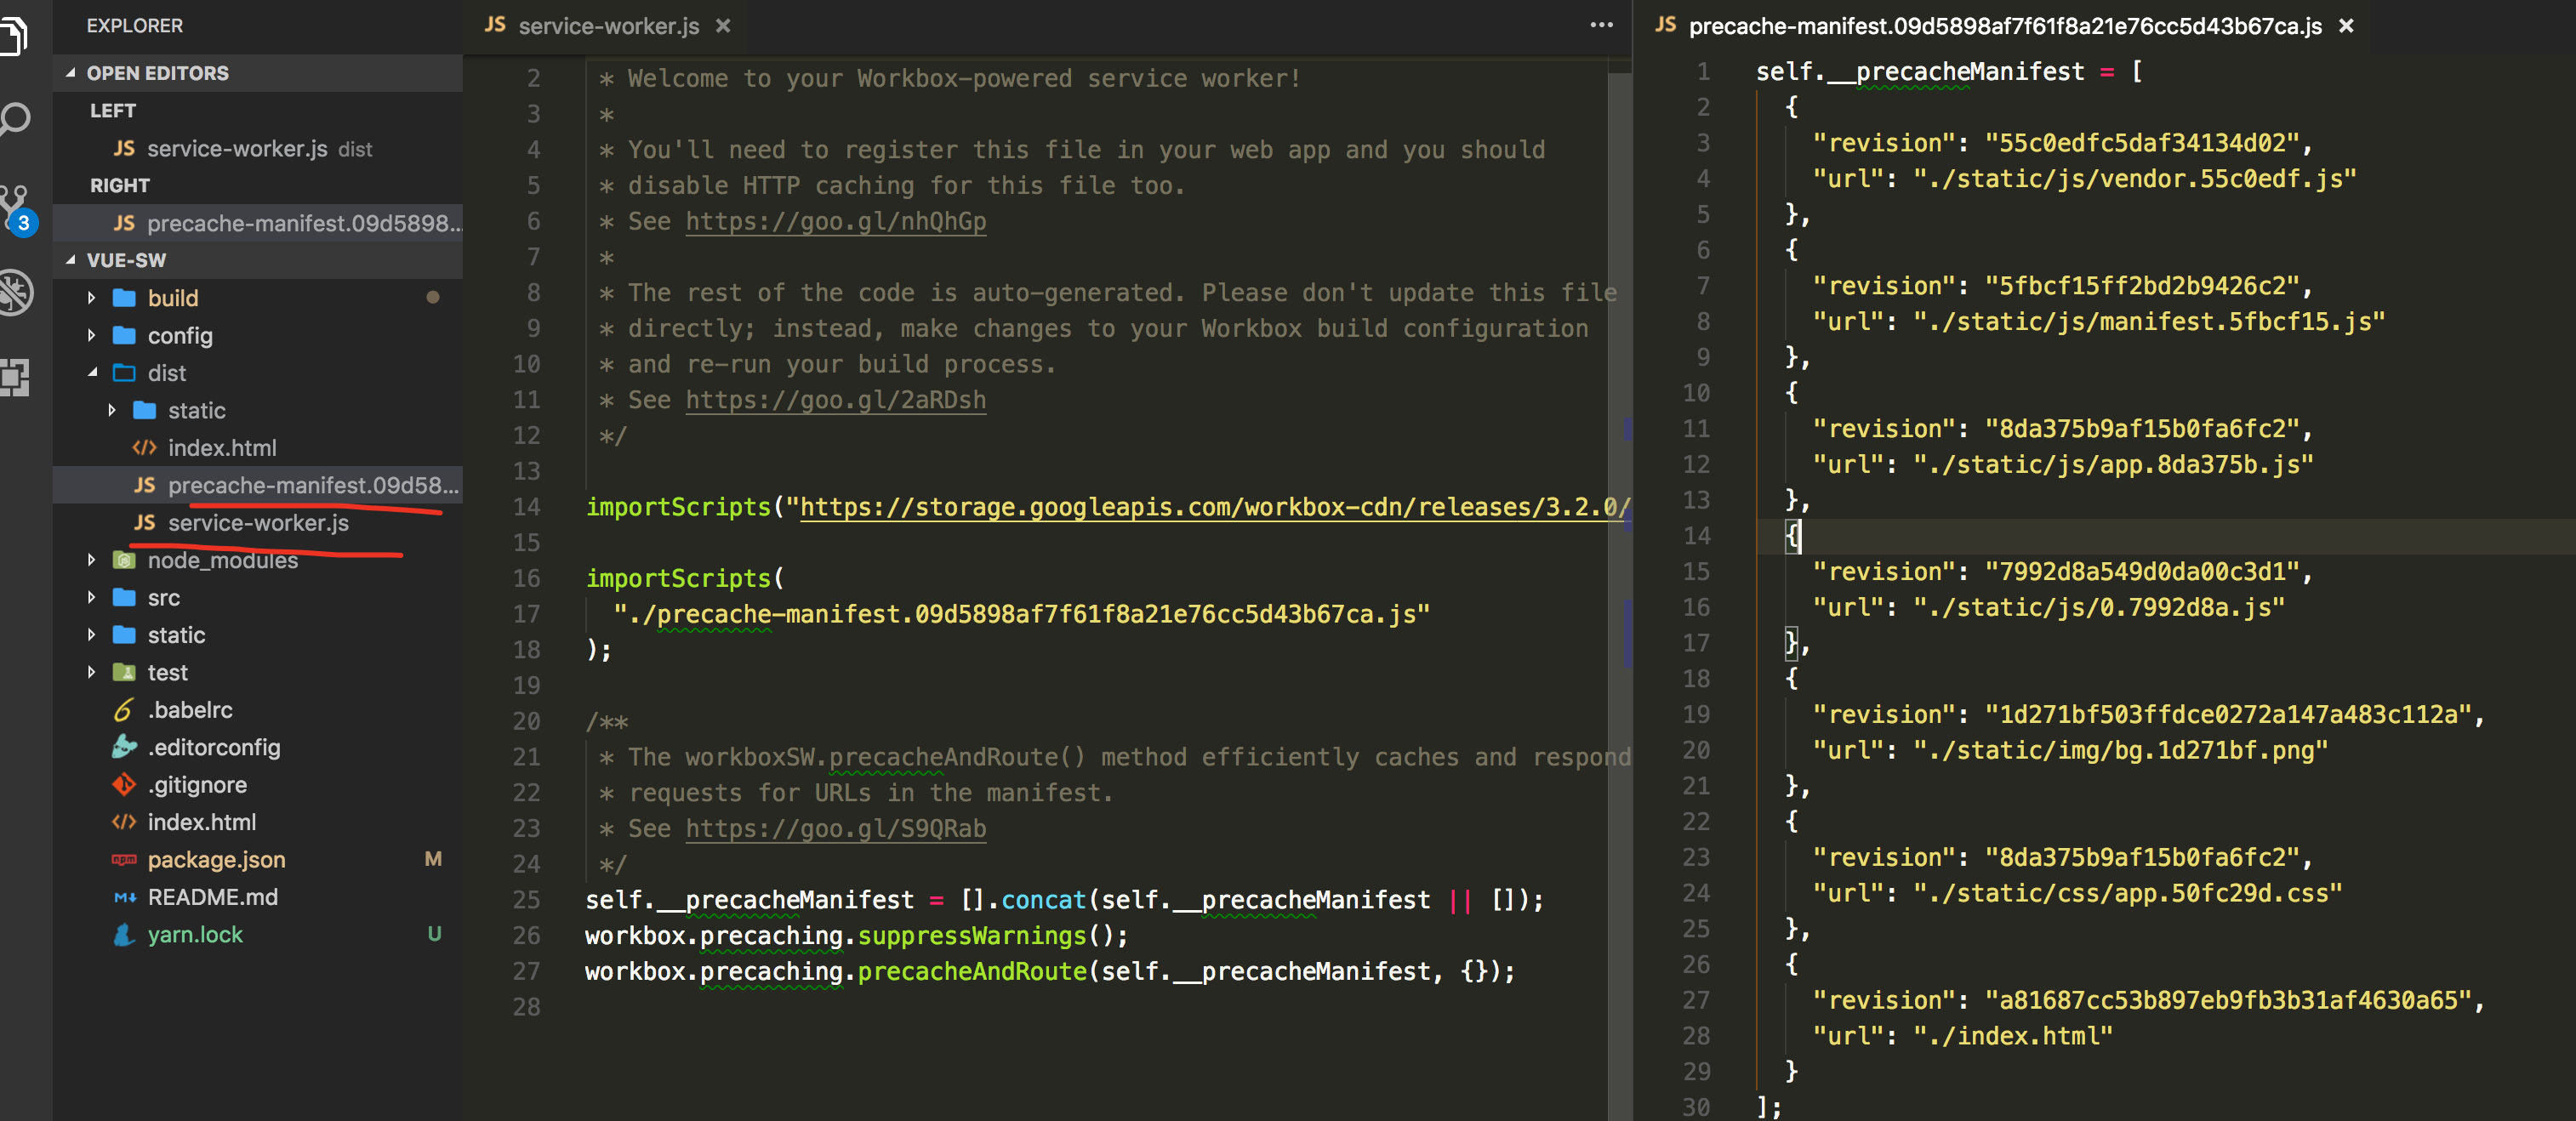 EXPLORER
OPEN EDITORS
LEFT
JS service-worker.js dist
RIGHT
JS precache-manifest.09d5898...
VUE-SW
build
config
dist
static
index.html
JS precache-manifest.09d58...
JS service-worker.js
node_modules
src
static
test
.babelrc
.editorconfig
.gitignore
index.html
package.json M
README.md
yarn.lock U
3
JS service-worker.js ×
2 * Welcome to your Workbox-powered service worker!
3 *
4 * You'll need to register this file in your web app and you should
5 * disable HTTP caching for this file too.
6 * See https://goo.gl/nhQhGp
7 *
8 * The rest of the code is auto-generated. Please don't update this file
9 * directly; instead, make changes to your Workbox build configuration
10 * and re-run your build process.
11 * See https://goo.gl/2aRDsh
12 */
13
14 importScripts("https://storage.googleapis.com/workbox-cdn/releases/3.2.0/
15
16 importScripts(
17 "./precache-manifest.09d5898af7f61f8a21e76cc5d43b67ca.js"
18 );
19
20 /**
21 * The workboxSW.precacheAndRoute() method efficiently caches and respond
22 * requests for URLs in the manifest.
23 * See https://goo.gl/S9QRab
24 */
25 self.__precacheManifest = [].concat(self.__precacheManifest || []);
26 workbox.precaching.suppressWarnings();
27 workbox.precaching.precacheAndRoute(self.__precacheManifest, {});
28
JS precache-manifest.09d5898af7f61f8a21e76cc5d43b67ca.js ×
1 self.__precacheManifest = [
2 {
3 "revision": "55c0edfc5daf34134d02",
4 "url": "./static/js/vendor.55c0edf.js"
5 },
6 {
7 "revision": "5fbcf15ff2bd2b9426c2",
8 "url": "./static/js/manifest.5fbcf15.js"
9 },
10 {
11 "revision": "8da375b9af15b0fa6fc2",
12 "url": "./static/js/app.8da375b.js"
13 },
14 {
15 "revision": "7992d8a549d0da00c3d1",
16 "url": "./static/js/0.7992d8a.js"
17 },
18 {
19 "revision": "1d271bf503ffdce0272a147a483c112a",
20 "url": "./static/img/bg.1d271bf.png"
21 },
22 {
23 "revision": "8da375b9af15b0fa6fc2",
24 "url": "./static/css/app.50fc29d.css"
25 },
26 {
27 "revision": "a81687cc53b897eb9fb3b31af4630a65",
28 "url": "./index.html"
29 }
30 ];